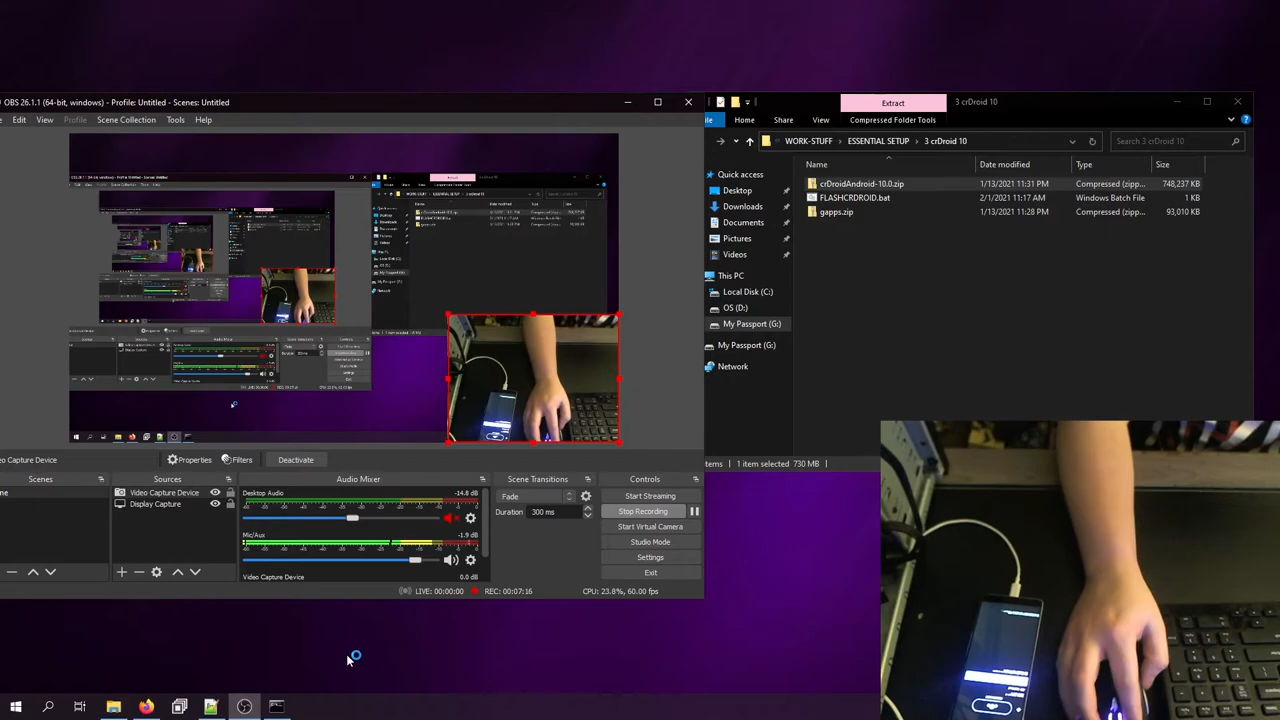 OBS 26.1.1 (64-bit, windows) - Profile: Untitled - Scenes: Untitled
Edit View Profile Scene Collection Tools Help
Properties Filters Deactivate
Scenes
Sources
Video Capture Device
Display Capture
Audio Mixer
Desktop Audio -14.8 dB
Mic/Aux -1.9 dB
Video Capture Device 0.0 dB
Scene Transitions
Fade
Duration 300 ms
Controls
Start Streaming
Stop Recording
Start Virtual Camera
Studio Mode
Settings
Exit
LIVE: 00:00:00 REC: 00:07:16 CPU: 23.8%, 60.00 fps
Extract 3 crDroid 10
Home Share View Compressed Folder Tools
WORK-STUFF > ESSENTIAL SETUP > 3 crDroid 10 Search 3 crDroid 10
Name Date modified Type Size
crDroidAndroid-10.0.zip 1/13/2021 11:31 PM Compressed (zipp... 748,237 KB
FLASHCRDROID.bat 2/1/2021 11:17 AM Windows Batch File 1 KB
gapps.zip 1/13/2021 11:28 PM Compressed (zipp... 93,010 KB
Quick access
Desktop
Downloads
Documents
Pictures
Videos
This PC
Local Disk (C:)
OS (D:)
My Passport (G:)
My Passport (G:)
Network
1 item selected 730 MB